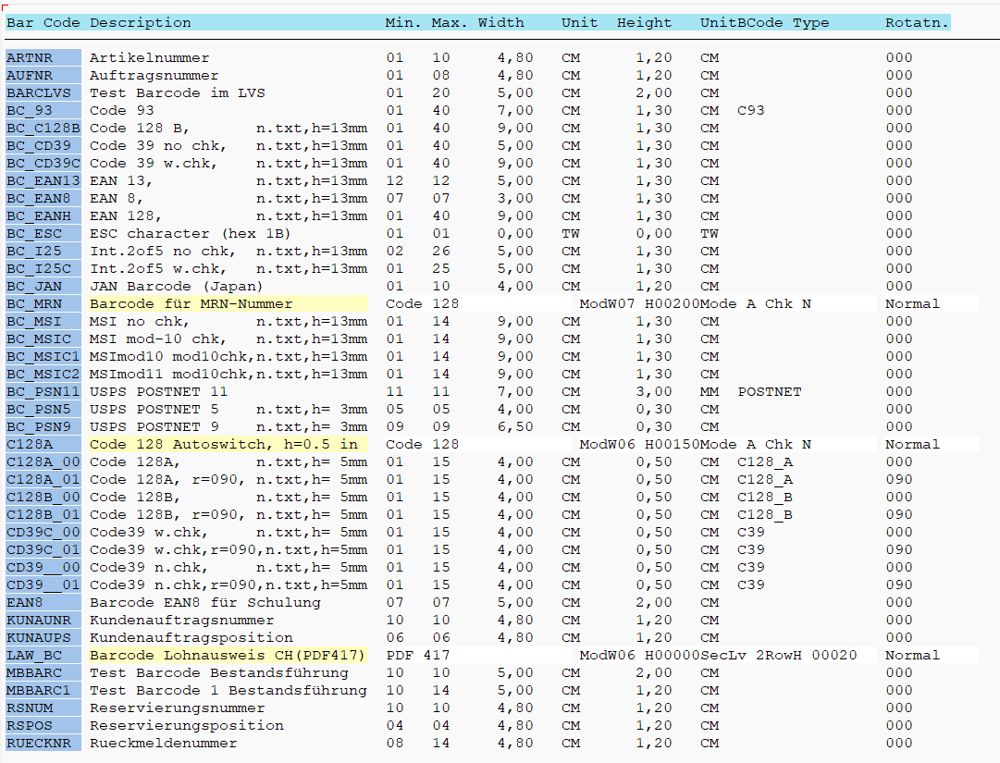 Bar Code Description Min. Max. Width Unit Height UnitBCode Type Rotatn.
ARTNR Artikelnummer 01 10 4,80 CM 1,20 CM 000
AUFNR Auftragsnummer 01 08 4,80 CM 1,20 CM 000
BARCLVS Test Barcode im LVS 01 20 5,00 CM 2,00 CM 000
BC_93 Code 93 01 40 7,00 CM 1,30 CM C93 000
BC_C128B Code 128 B, n.txt,h=13mm 01 40 9,00 CM 1,30 CM 000
BC_CD39 Code 39 no chk, n.txt,h=13mm 01 40 5,00 CM 1,30 CM 000
BC_CD39C Code 39 w.chk, n.txt,h=13mm 01 40 9,00 CM 1,30 CM 000
BC_EAN13 EAN 13, n.txt,h=13mm 12 12 5,00 CM 1,30 CM 000
BC_EAN8 EAN 8, n.txt,h=13mm 07 07 3,00 CM 1,30 CM 000
BC_EANH EAN 128, n.txt,h=13mm 01 40 9,00 CM 1,30 CM 000
BC_ESC ESC character (hex 1B) 01 01 0,00 TW 0,00 TW 000
BC_I25 Int.2of5 no chk, n.txt,h=13mm 02 26 5,00 CM 1,30 CM 000
BC_I25C Int.2of5 w.chk, n.txt,h=13mm 01 25 5,00 CM 1,30 CM 000
BC_JAN JAN Barcode (Japan) 01 10 4,00 CM 1,20 CM 000
BC_MRN Barcode für MRN-Nummer Code 128 ModW07 H00200Mode A Chk N Normal
BC_MSI MSI no chk, n.txt,h=13mm 01 14 9,00 CM 1,30 CM 000
BC_MSIC MSI mod-10 chk, n.txt,h=13mm 01 14 9,00 CM 1,30 CM 000
BC_MSIC1 MSImod10 mod10chk,n.txt,h=13mm 01 14 9,00 CM 1,30 CM 000
BC_MSIC2 MSImod11 mod10chk,n.txt,h=13mm 01 14 9,00 CM 1,30 CM 000
BC_PSN11 USPS POSTNET 11 11 11 7,00 CM 3,00 MM POSTNET 000
BC_PSN5 USPS POSTNET 5 n.txt,h= 3mm 05 05 4,00 CM 0,30 CM 000
BC_PSN9 USPS POSTNET 9 n.txt,h= 3mm 09 09 6,50 CM 0,30 CM 000
C128A Code 128 Autoswitch, h=0.5 in Code 128 ModW06 H00150Mode A Chk N Normal
C128A_00 Code 128A, n.txt,h= 5mm 01 15 4,00 CM 0,50 CM C128_A 000
C128A_01 Code 128A, r=090, n.txt,h= 5mm 01 15 4,00 CM 0,50 CM C128_A 090
C128B_00 Code 128B, n.txt,h= 5mm 01 15 4,00 CM 0,50 CM C128_B 000
C128B_01 Code 128B, r=090, n.txt,h= 5mm 01 15 4,00 CM 0,50 CM C128_B 090
CD39C_00 Code39 w.chk, n.txt,h= 5mm 01 15 4,00 CM 0,50 CM C39 000
CD39C_01 Code39 w.chk,r=090,n.txt,h=5mm 01 15 4,00 CM 0,50 CM C39 090
CD39__00 Code39 n.chk, n.txt,h= 5mm 01 15 4,00 CM 0,50 CM C39 000
CD39__01 Code39 n.chk,r=090,n.txt,h=5mm 01 15 4,00 CM 0,50 CM C39 090
EAN8 Barcode EAN8 für Schulung 07 07 5,00 CM 2,00 CM 000
KUNAUNR Kundenauftragsnummer 10 10 4,80 CM 1,20 CM 000
KUNAUPS Kundenauftragsposition 06 06 4,80 CM 1,20 CM 000
LAW_BC Barcode Lohnausweis CH(PDF417) PDF 417 ModW06 H00000SecLv 2RowH 00020 Normal
MBBARC Test Barcode Bestandsführung 10 10 5,00 CM 2,00 CM 000
MBBARC1 Test Barcode 1 Bestandsführung 10 14 5,00 CM 1,20 CM 000
RSNUM Reservierungsnummer 10 10 4,80 CM 1,20 CM 000
RSPOS Reservierungsposition 04 04 4,80 CM 1,20 CM 000
RUECKNR Rueckmeldenummer 08 14 4,80 CM 1,20 CM 000